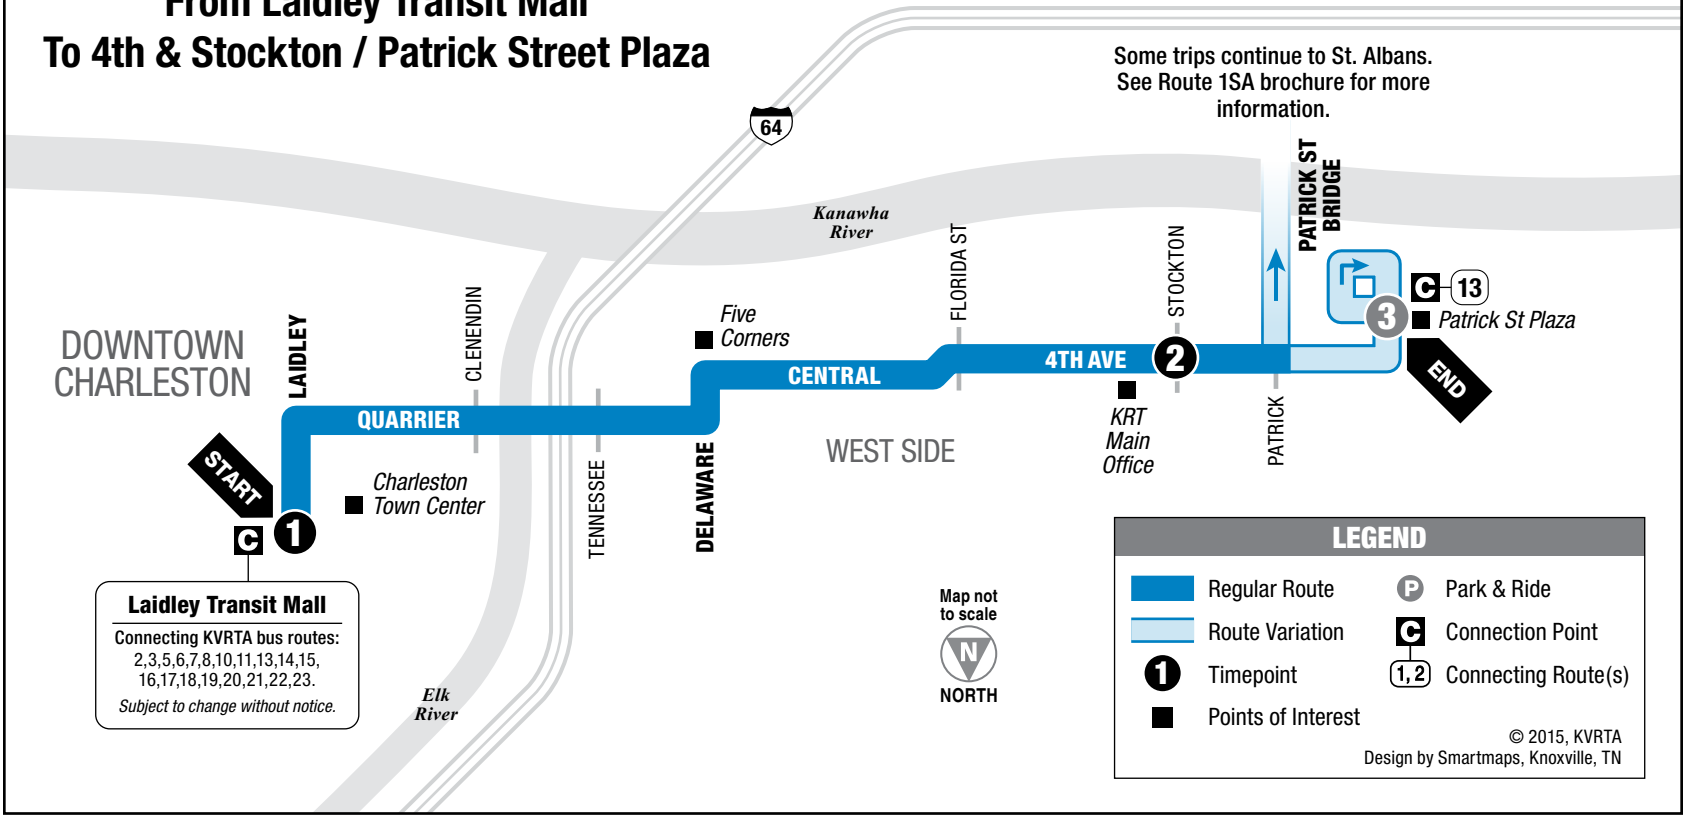 From Laidley Transit Mall
To 4th & Stockton / Patrick Street Plaza
Some trips continue to St. Albans.
See Route 1SA brochure for more
information.
64
PATRICK ST
BRIDGE
Kanawha
River
FLORIDA ST
STOCKTON
C
13
3
Patrick St Plaza
END
DOWNTOWN
CHARLESTON
LAIDLEY
CLENDENIN
Five
Corners
4TH AVE
2
CENTRAL
QUARRIER
KRT
Main
Office
PATRICK
WEST SIDE
START
Charleston
Town Center
TENNESSEE
DELAWARE
C
1
Laidley Transit Mall
Connecting KVRTA bus routes:
2,3,5,6,7,8,10,11,13,14,15,
16,17,18,19,20,21,22,23.
Subject to change without notice.
Elk
River
Map not
to scale
N
NORTH
LEGEND
Regular Route
P Park & Ride
Route Variation
C Connection Point
1 Timepoint
1, 2 Connecting Route(s)
Points of Interest
© 2015, KVRTA
Design by Smartmaps, Knoxville, TN